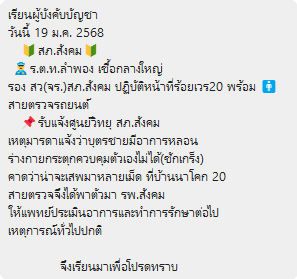 เรียนผู้บังคับบัญชา
วันนี้ 19 ม.ค. 2568
🔰สภ.สังคม🔰
👮ร.ต.ท.ลำพอง เชื้อกลางใหญ่
รอง สว(จร.)สภ.สังคม ปฏิบัติหน้าที่ร้อยเวร20 พร้อม 🚹
สายตรวจรถยนต์
📌รับแจ้งศูนย์วิทยุ สภ.สังคม
เหตุมารดาแจ้งว่าบุตรชายมีอาการหลอน
ร่างกายกระตุกควบคุมตัวเองไม่ได้(ชักเกร็ง)
คาดว่าน่าจะเสพมาหลายเม็ด ที่บ้านนาโคก 20
สายตรวจจึงได้พาตัวมา รพ.สังคม
ให้แพทย์ประเมินอาการและทำการรักษาต่อไป
เหตุการณ์ทั่วไปปกติ
จึงเรียนมาเพื่อโปรดทราบ